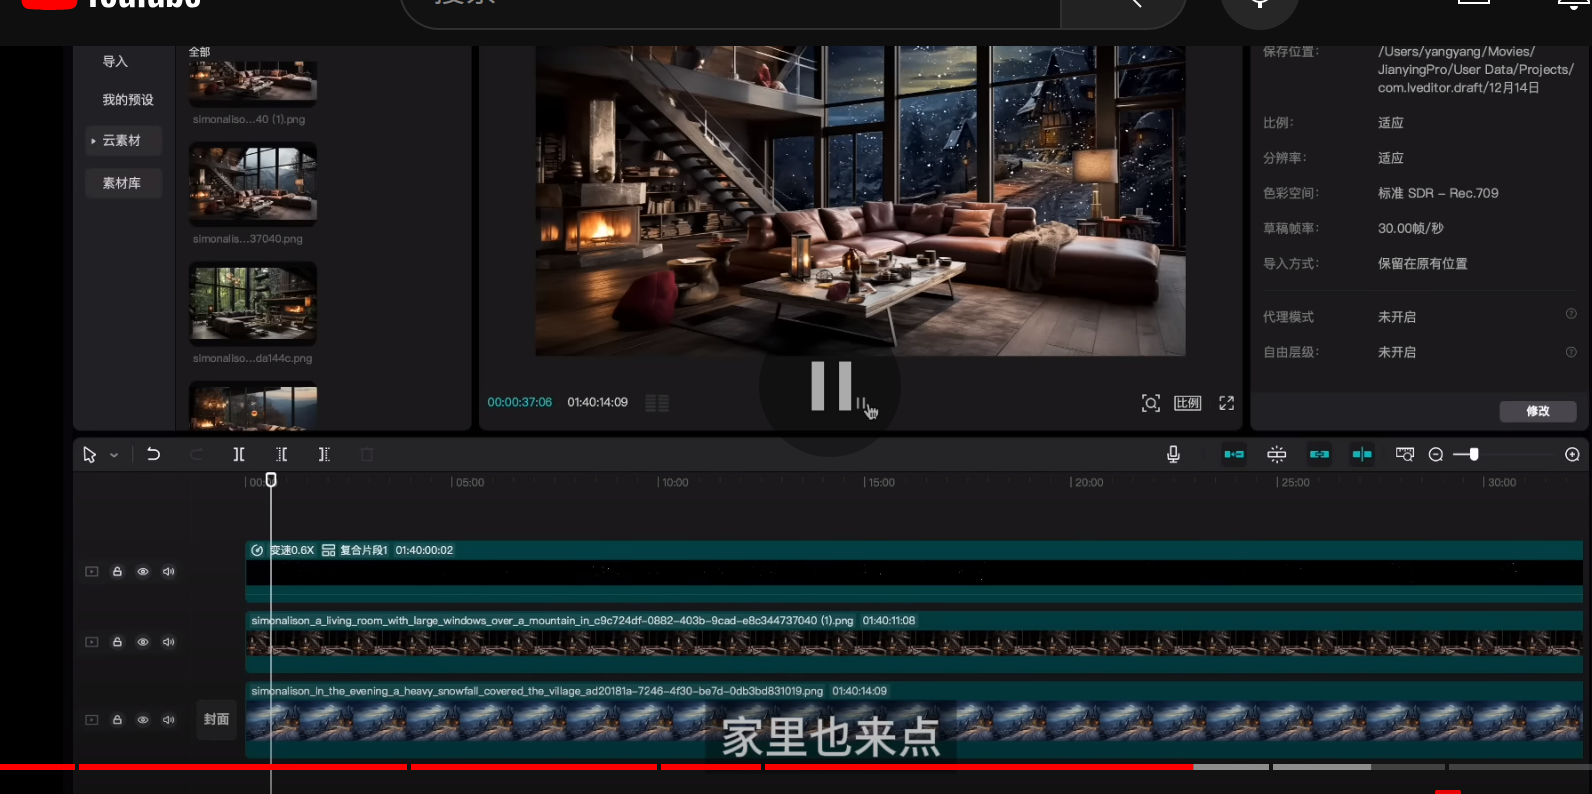 YouTube
搜索
全部
导入
我的预设
云素材
素材库
simonaliso...40 (1).png
simonalis...37040.png
simonaliso...da144c.png
00:00:37:06
01:40:14:09
比例
保存位置:
/Users/yangyang/Movies/
JianyingPro/User Data/Projects/
com.lveditor.draft/12月14日
比例:
适应
分辨率:
适应
色彩空间:
标准 SDR - Rec.709
草稿帧率:
30.00帧/秒
导入方式:
保留在原有位置
代理模式
未开启
自由层级:
未开启
修改
05:00
10:00
15:00
20:00
25:00
30:00
变速0.6X 复合片段1 01:40:00:02
simonalison_a_living_room_with_large_windows_over_a_mountain_in_c9c724df-0882-403b-9cad-e8c344737040 (1).png 01:40:11:08
simonalison_In_the_evening_a_heavy_snowfall_covered_the_village_ad20181a-7246-4f30-be7d-0db3bd831019.png 01:40:14:09
封面
家里也来点